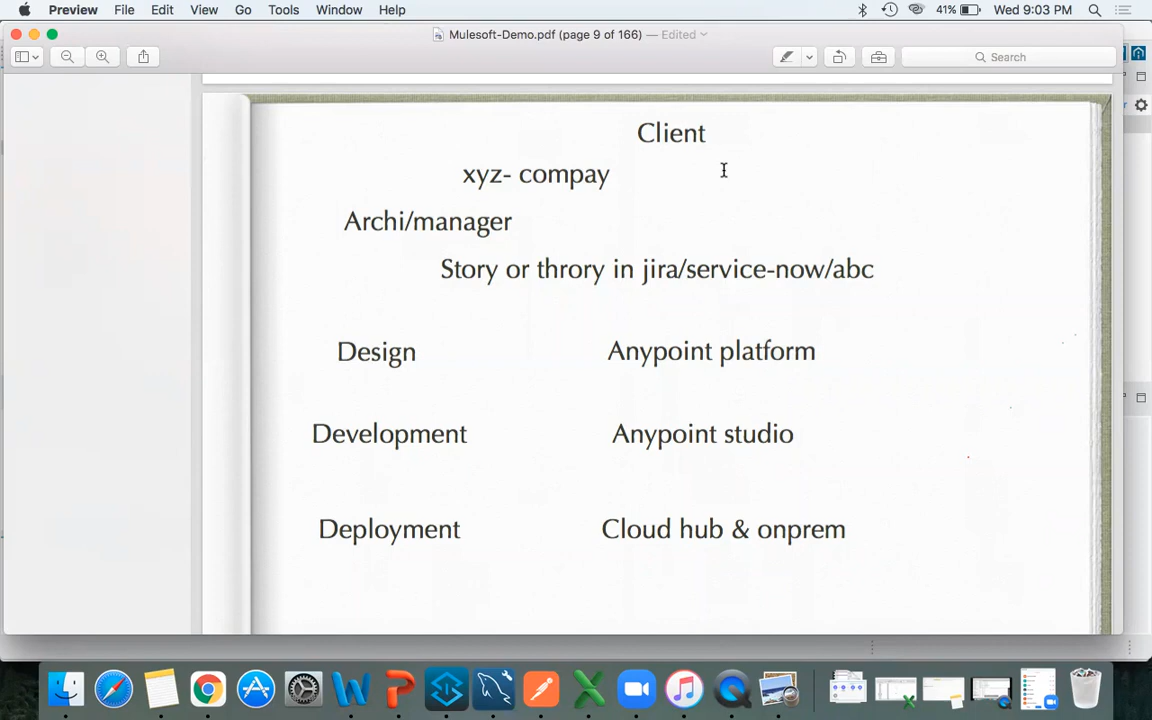 Preview File Edit View Go Tools Window Help 41% Wed 9:03 PM
Mulesoft-Demo.pdf (page 9 of 166) — Edited
Search
Client
xyz- compay
Archi/manager
Story or throry in jira/service-now/abc
Design Anypoint platform
Development Anypoint studio
Deployment Cloud hub & onprem